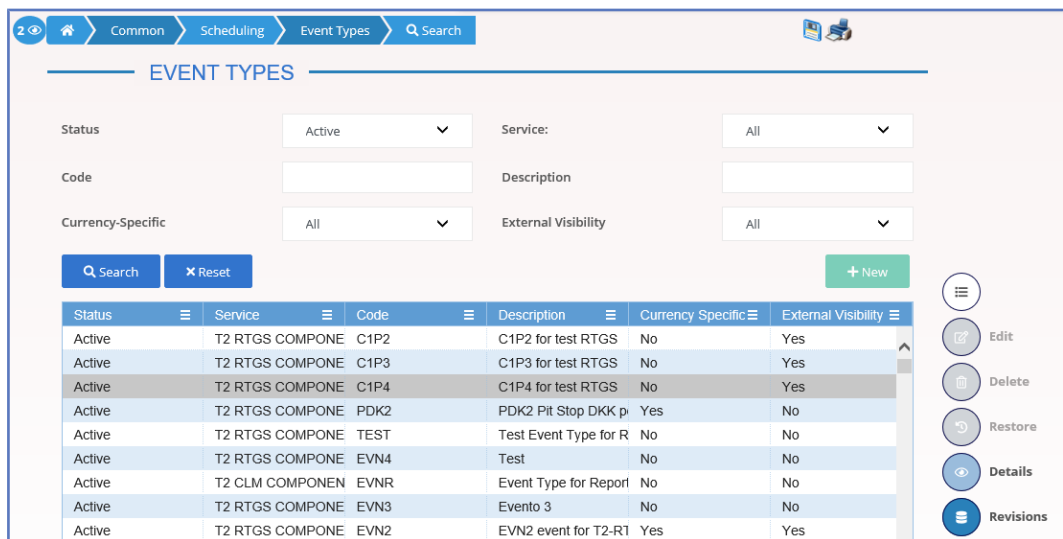 2 Common Scheduling Event Types Search
EVENT TYPES
Status Active Service: All
Code Description
Currency-Specific All External Visibility All
Search Reset + New
Status Service Code Description Currency Specific External Visibility
Active T2 RTGS COMPONE C1P2 C1P2 for test RTGS No Yes
Edit
Active T2 RTGS COMPONE C1P3 C1P3 for test RTGS No Yes
Active T2 RTGS COMPONE C1P4 C1P4 for test RTGS No Yes
Delete
Active T2 RTGS COMPONE PDK2 PDK2 Pit Stop DKK Yes No
Restore
Active T2 RTGS COMPONE TEST Test Event Type for R No No
Active T2 RTGS COMPONE EVN4 Test No No
Details
Active T2 CLM COMPONEN EVNR Event Type for Report No No
Active T2 RTGS COMPONE EVN3 Evento 3 No No
Revisions
Active T2 RTGS COMPONE EVN2 EVN2 event for T2-RT Yes Yes